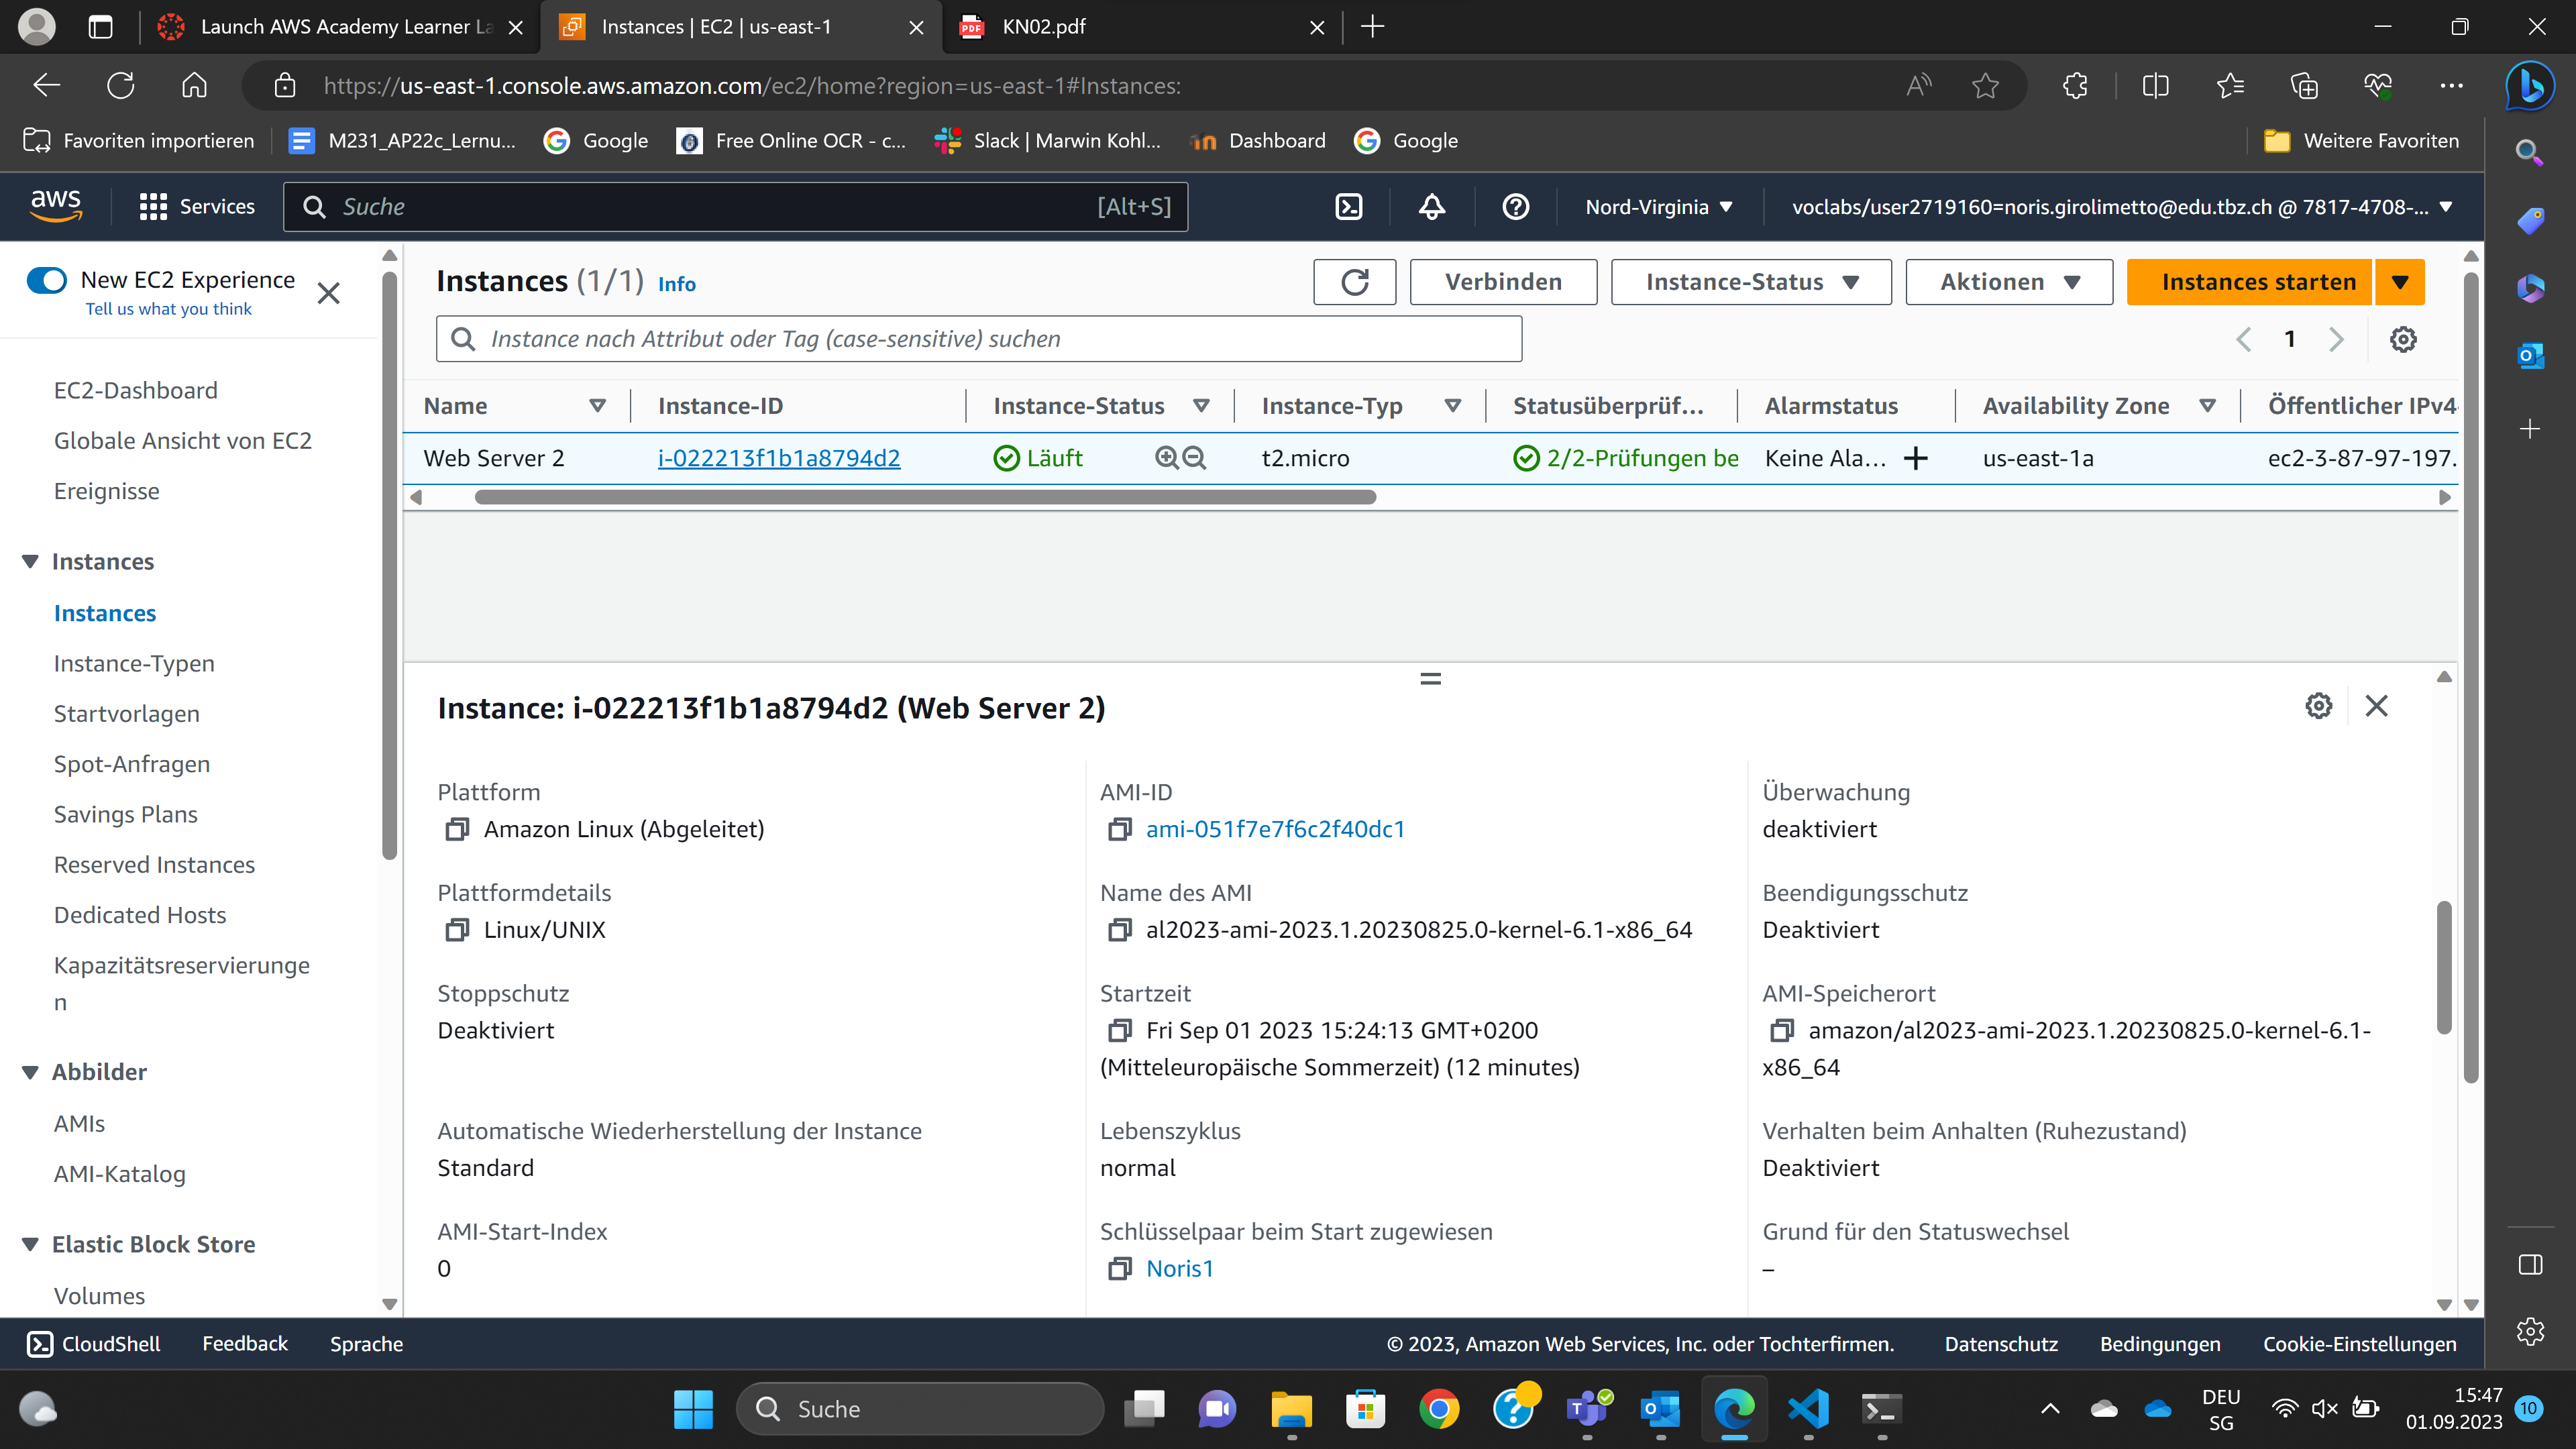 Launch AWS Academy Learner La
Instances | EC2 | us-east-1
KN02.pdf
https://us-east-1.console.aws.amazon.com/ec2/home?region=us-east-1#Instances:
Favoriten importieren
M231_AP22c_Lernu...
Google
Free Online OCR - c...
Slack | Marwin Kohl...
Dashboard
Google
Weitere Favoriten
aws
Services
Suche
[Alt+S]
Nord-Virginia
voclabs/user2719160=noris.girolimetto@edu.tbz.ch @ 7817-4708-...
New EC2 Experience
Tell us what you think
EC2-Dashboard
Globale Ansicht von EC2
Ereignisse
Instances
Instances
Instance-Typen
Startvorlagen
Spot-Anfragen
Savings Plans
Reserved Instances
Dedicated Hosts
Kapazitätsreservierunge
n
Abbilder
AMIs
AMI-Katalog
Elastic Block Store
Volumes
Instances (1/1) Info
Verbinden
Instance-Status
Aktionen
Instances starten
Instance nach Attribut oder Tag (case-sensitive) suchen
1
Name
Instance-ID
Instance-Status
Instance-Typ
Statusüberprüf...
Alarmstatus
Availability Zone
Öffentlicher IPv4-
Web Server 2
i-022213f1b1a8794d2
Läuft
t2.micro
2/2-Prüfungen be
Keine Ala...
us-east-1a
ec2-3-87-97-197.
Instance: i-022213f1b1a8794d2 (Web Server 2)
Plattform
Amazon Linux (Abgeleitet)
AMI-ID
ami-051f7e7f6c2f40dc1
Überwachung
deaktiviert
Plattformdetails
Linux/UNIX
Name des AMI
al2023-ami-2023.1.20230825.0-kernel-6.1-x86_64
Beendigungsschutz
Deaktiviert
Stoppschutz
Deaktiviert
Startzeit
Fri Sep 01 2023 15:24:13 GMT+0200
(Mitteleuropäische Sommerzeit) (12 minutes)
AMI-Speicherort
amazon/al2023-ami-2023.1.20230825.0-kernel-6.1-
x86_64
Automatische Wiederherstellung der Instance
Standard
Lebenszyklus
normal
Verhalten beim Anhalten (Ruhezustand)
Deaktiviert
AMI-Start-Index
0
Schlüsselpaar beim Start zugewiesen
Noris1
Grund für den Statuswechsel
–
CloudShell
Feedback
Sprache
© 2023, Amazon Web Services, Inc. oder Tochterfirmen.
Datenschutz
Bedingungen
Cookie-Einstellungen
Suche
DEU
SG
15:47
01.09.2023
10